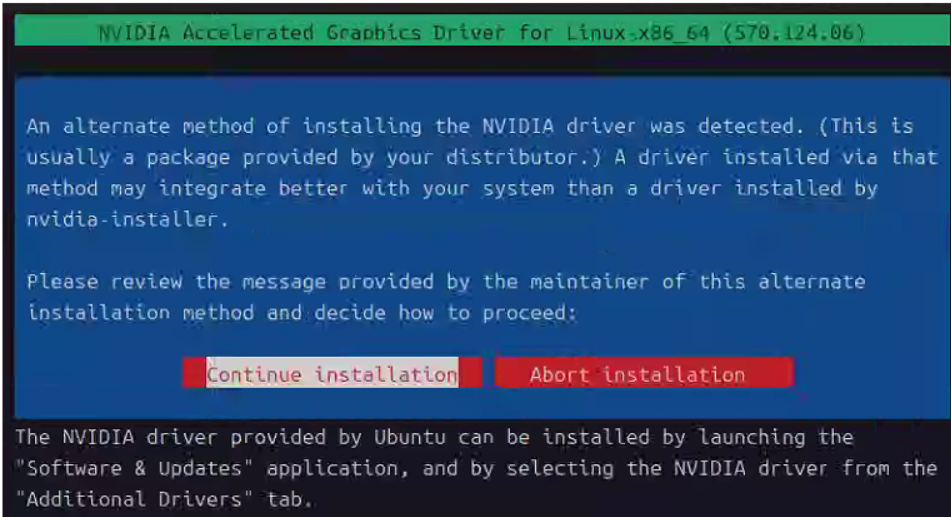 NVIDIA Accelerated Graphics Driver for Linux-x86_64 (570.124.06)
An alternate method of installing the NVIDIA driver was detected. (This is
usually a package provided by your distributor.) A driver installed via that
method may integrate better with your system than a driver installed by
nvidia-installer.
Please review the message provided by the maintainer of this alternate
installation method and decide how to proceed:
Continue installation Abort installation
The NVIDIA driver provided by Ubuntu can be installed by launching the
"Software & Updates" application, and by selecting the NVIDIA driver from the
"Additional Drivers" tab.